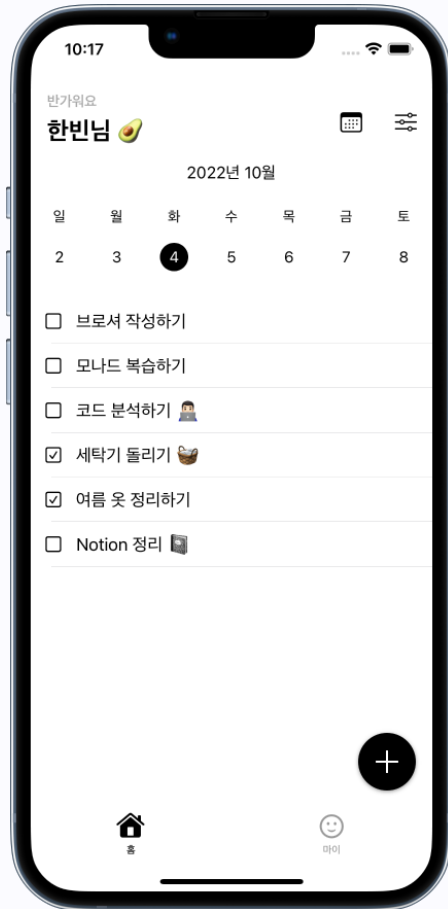 10:17
반가워요
한빈님 🥑
2022년 10월
일 월 화 수 목 금 토
2 3 4 5 6 7 8
브로셔 작성하기
모나드 복습하기
코드 분석하기 👨🏻‍💻
세탁기 돌리기 🧺
여름 옷 정리하기
Notion 정리 📓
홈 마이